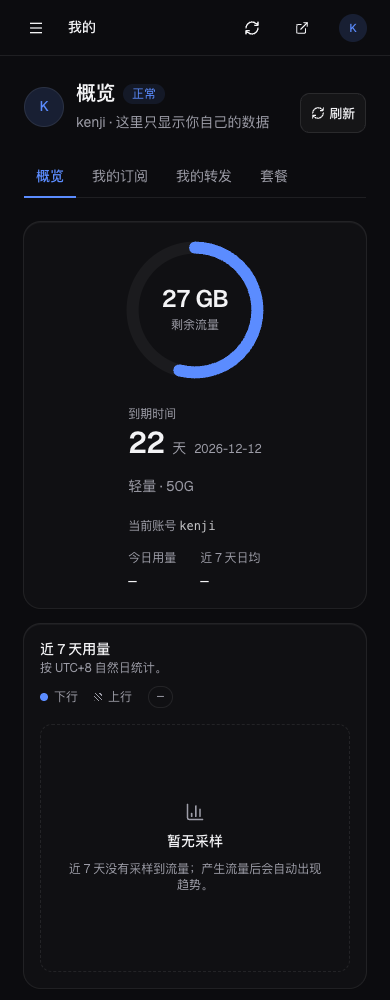 我的
K
K
概览 正常
kenji · 这里只显示你自己的数据
刷新
概览 我的订阅 我的转发 套餐
27 GB
剩余流量
到期时间
22 天 2026-12-12
轻量 · 50G
当前账号 kenji
今日用量 近 7 天日均
– –
近 7 天用量
按 UTC+8 自然日统计。
下行 上行 –
暂无采样
近 7 天没有采样到流量；产生流量后会自动出现
趋势。